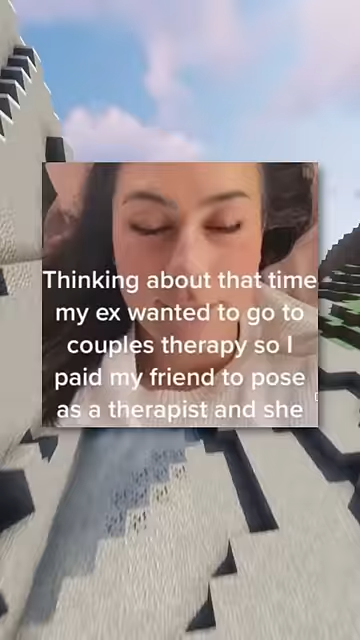 Thinking about that time
my ex wanted to go to
couples therapy so I
paid my friend to pose
as a therapist and she